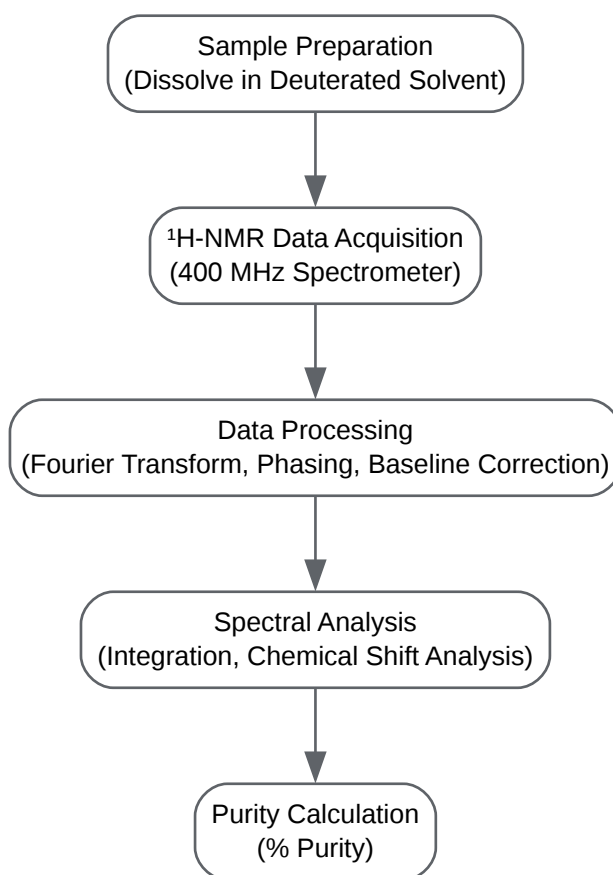 Sample Preparation
(Dissolve in Deuterated Solvent)
¹H-NMR Data Acquisition
(400 MHz Spectrometer)
Data Processing
(Fourier Transform, Phasing, Baseline Correction)
Spectral Analysis
(Integration, Chemical Shift Analysis)
Purity Calculation
(% Purity)